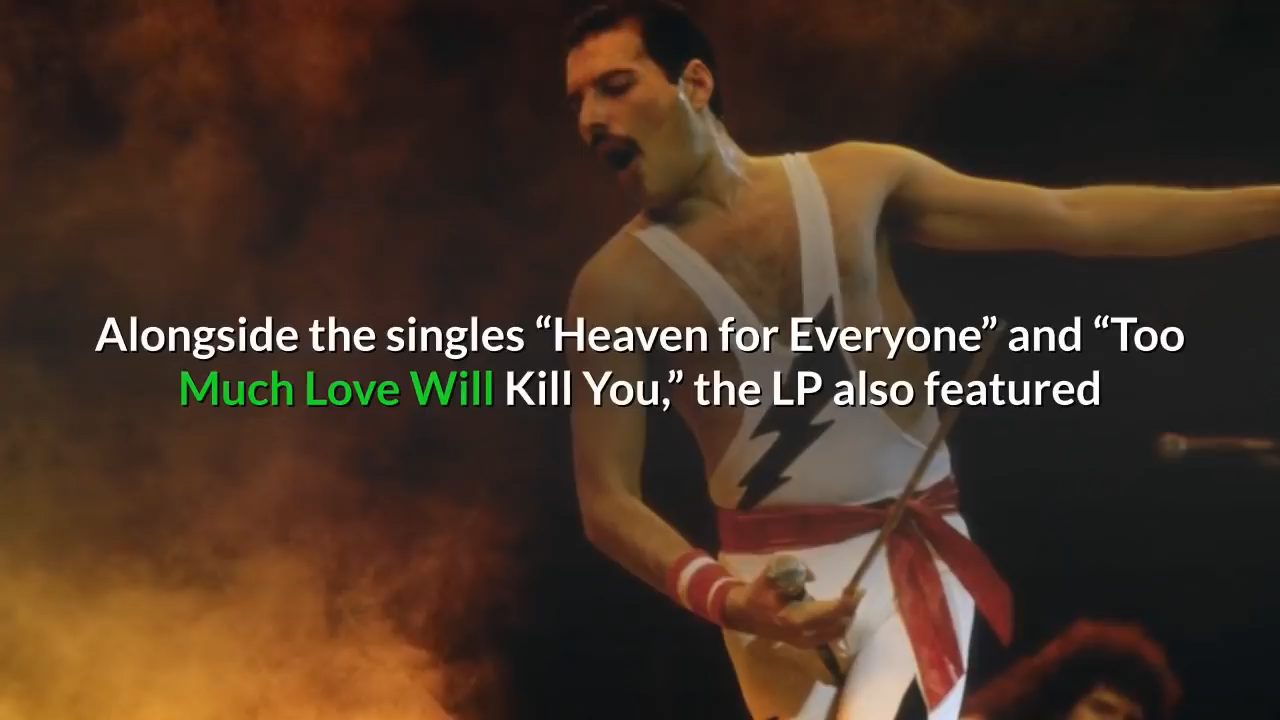 Alongside the singles “Heaven for Everyone” and “Too
Much Love Will Kill You,” the LP also featured